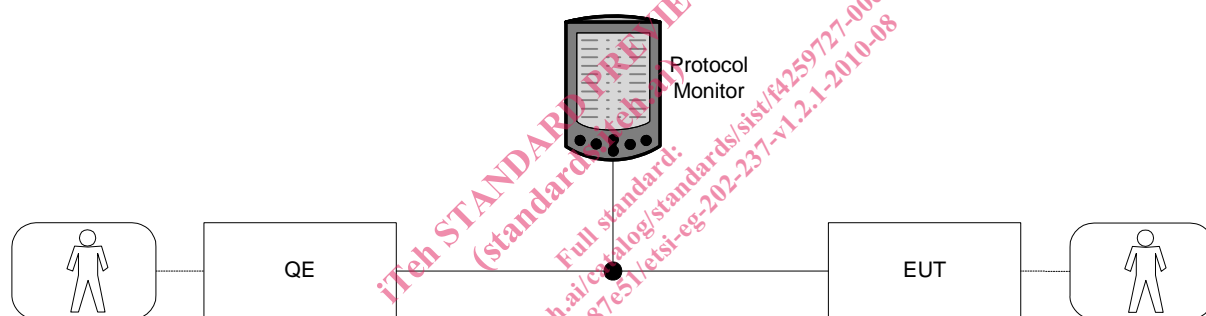 Protocol
Monitor
QE
EUT
iTeh STANDARD PREVIE
(standards.iteh.ai)
Full standard:
h.ai/catalog/standards/sist/f4259727-00
87e51/etsi-eg-202-237-v1.2.1-2010-08